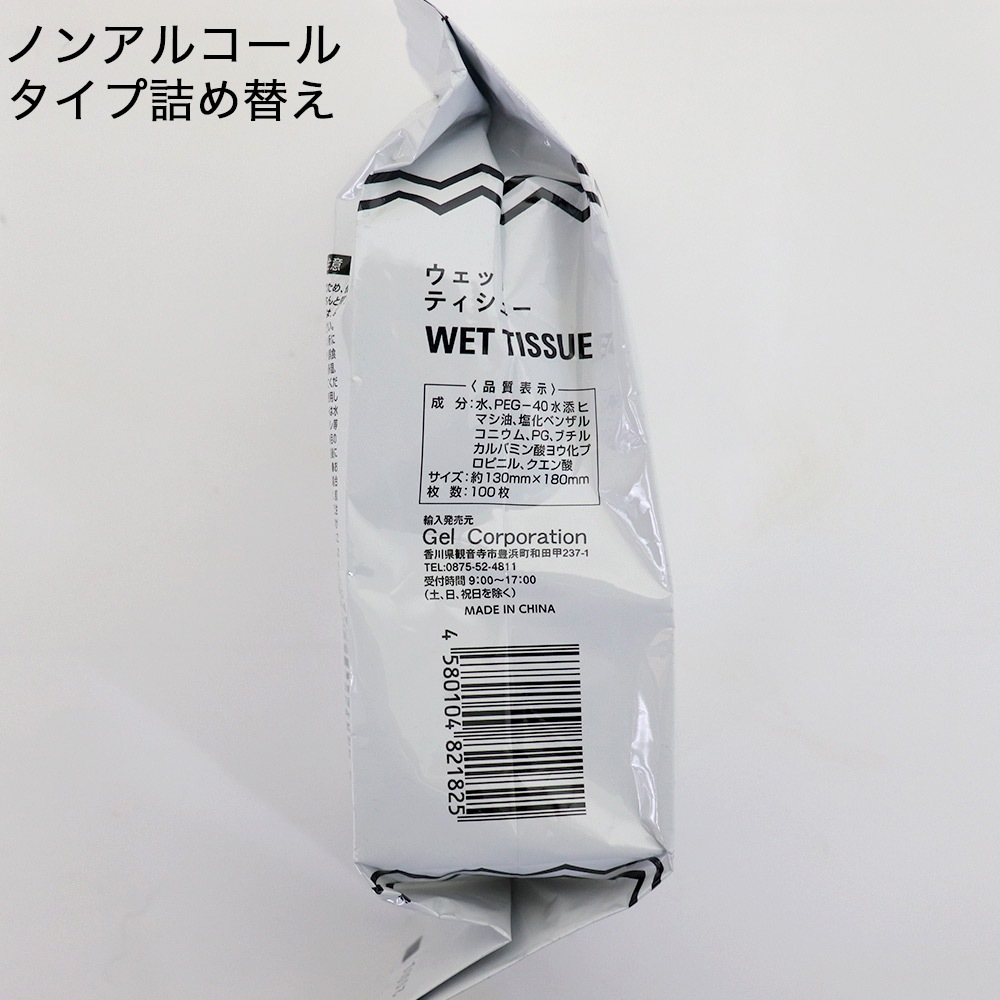 ノンアルコール
タイプ詰め替え
ウェッ
ティシュー
WET TISSUE
〈品質表示〉
成 分:水、PEG-40水添ヒ
マシ油、塩化ベンザル
コニウム、PG、ブチル
カルバミン酸ヨウ化プ
ロピニル、クエン酸
サイズ:約130mm×180mm
枚 数:100枚
輸入発売元
Gel Corporation
香川県観音寺市豊浜町和田甲237-1
TEL:0875-52-4811
受付時間 9:00～17:00
(土、日、祝日を除く)
MADE IN CHINA
4 580104 821825